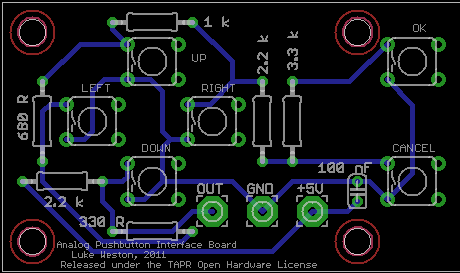 1 k
OK
UP
2.2 k
3.3 k
LEFT
RIGHT
680 R
DOWN
CANCEL
100 nF
OUT
GND
+5V
2.2 k
330 R
Analog Pushbutton Interface Board
Luke Weston, 2011
Released under the TAPR Open Hardware License